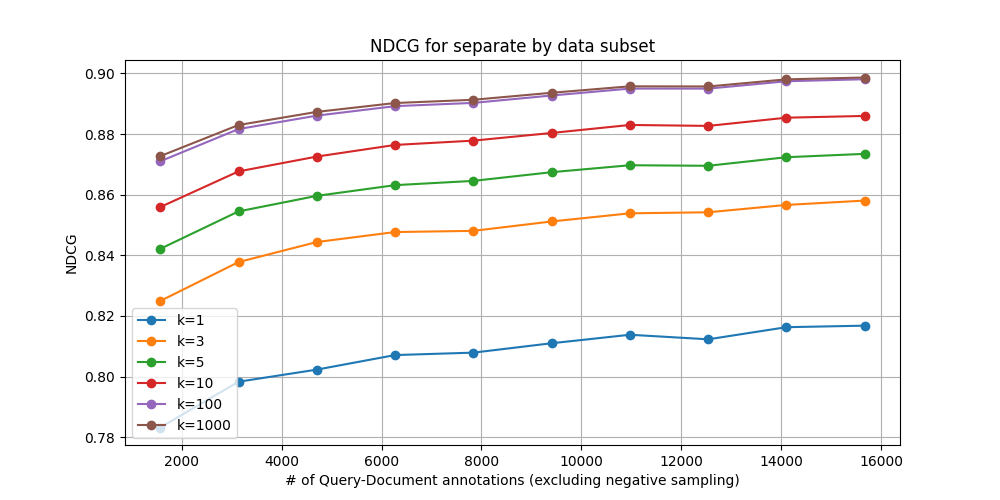 NDCG for separate by data subset
NDCG
0.90
0.88
0.86
0.84
0.82
0.80
0.78
k=1
k=3
k=5
k=10
k=100
k=1000
2000 4000 6000 8000 10000 12000 14000 16000
# of Query-Document annotations (excluding negative sampling)